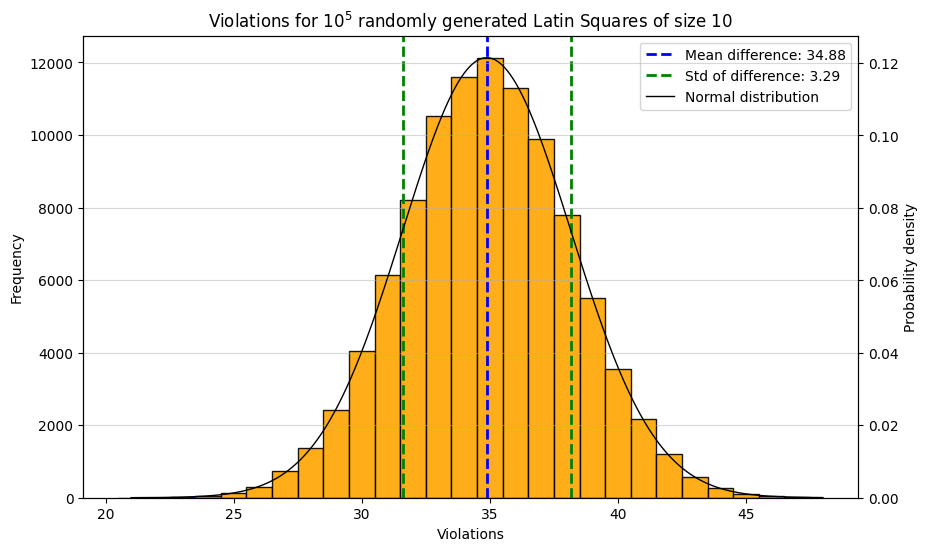 Violations for 10⁵ randomly generated Latin Squares of size 10
Mean difference: 34.88
Std of difference: 3.29
Normal distribution
12000
10000
8000
6000
4000
2000
0
Frequency
0.12
0.10
0.08
0.06
0.04
0.02
0.00
Probability density
20 25 30 35 40 45
Violations